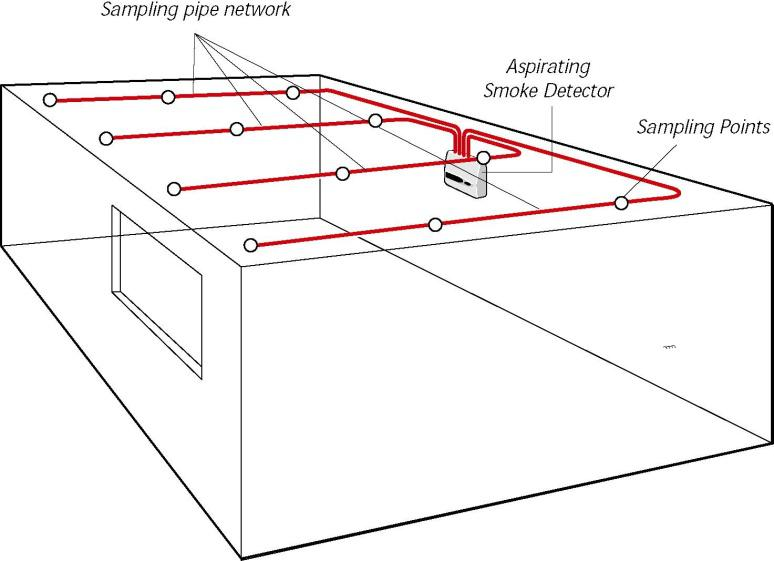 Sampling pipe network
Aspirating
Smoke Detector
Sampling Points